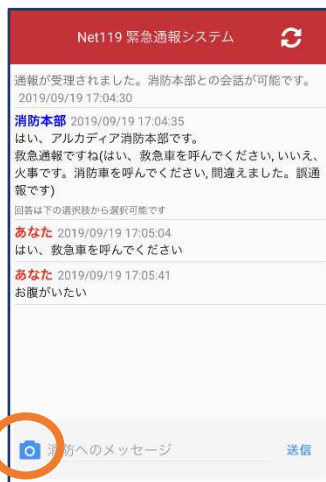 Net119 緊急通報システム
通報が受理されました。消防本部との会話が可能です。
2019/09/19 17:04:30
消防本部 2019/09/19 17:04:35
はい、アルカディア消防本部です。
救急通報ですね(はい、救急車を呼んでください, いいえ、
火事です。消防車を呼んでください, 間違えました。誤通
報です)
回答は下の選択肢から選択可能です
あなた 2019/09/19 17:05:04
はい、救急車を呼んでください
あなた 2019/09/19 17:05:41
お腹がいたい
消防へのメッセージ
送信